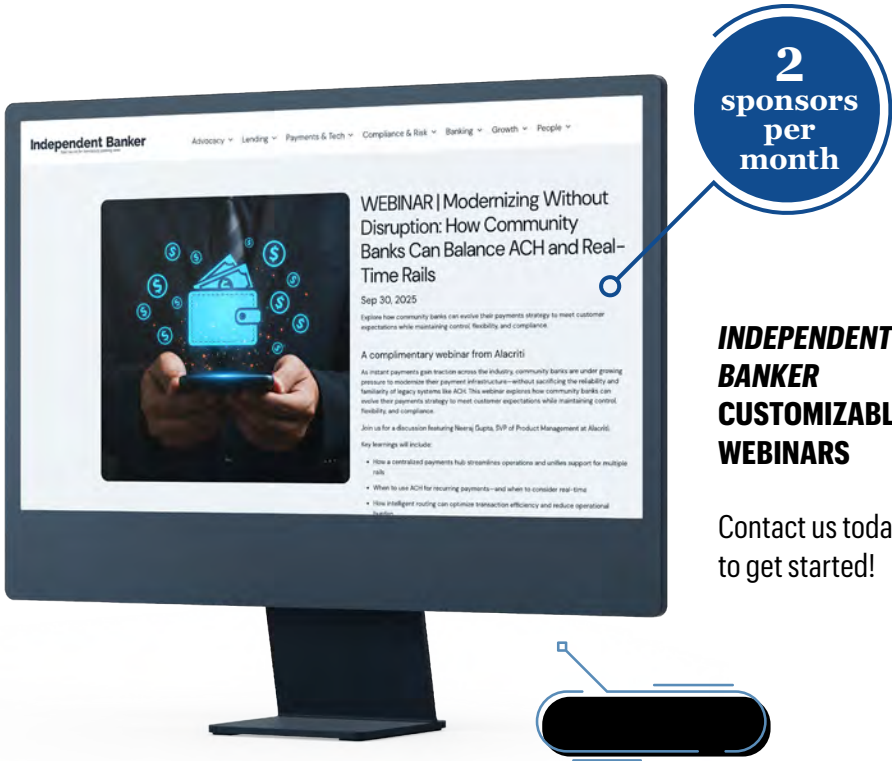 2
sponsors
per
month
Independent Banker
Advocacy
Lending
Payments & Tech
Compliance & Risk
Banking
Growth
People
WEBINAR | Modernizing Without
Disruption: How Community
Banks Can Balance ACH and Real-
Time Rails
Sep 30, 2025
Explore how community banks can evolve their payments strategy to meet customer
expectations while maintaining control, flexibility, and compliance.
A complimentary webinar from Alacriti
As instant payments gain traction across the industry, community banks are under growing
pressure to modernize their payment infrastructure—without sacrificing the reliability and
familiarity of legacy systems like ACH. This webinar explores how community banks can
evolve their payments strategy to meet customer expectations while maintaining control,
flexibility, and compliance.
Join us for a discussion featuring Neeraj Gupta, SVP of Product Management at Alacriti.
Key learnings will include:
• How a centralized payments hub streamlines operations and unifies support for multiple
rails
• When to use ACH for recurring payments—and when to consider real-time
• How intelligent routing can optimize transaction efficiency and reduce operational
INDEPENDENT
BANKER
CUSTOMIZABL
WEBINARS
Contact us toda
to get started!